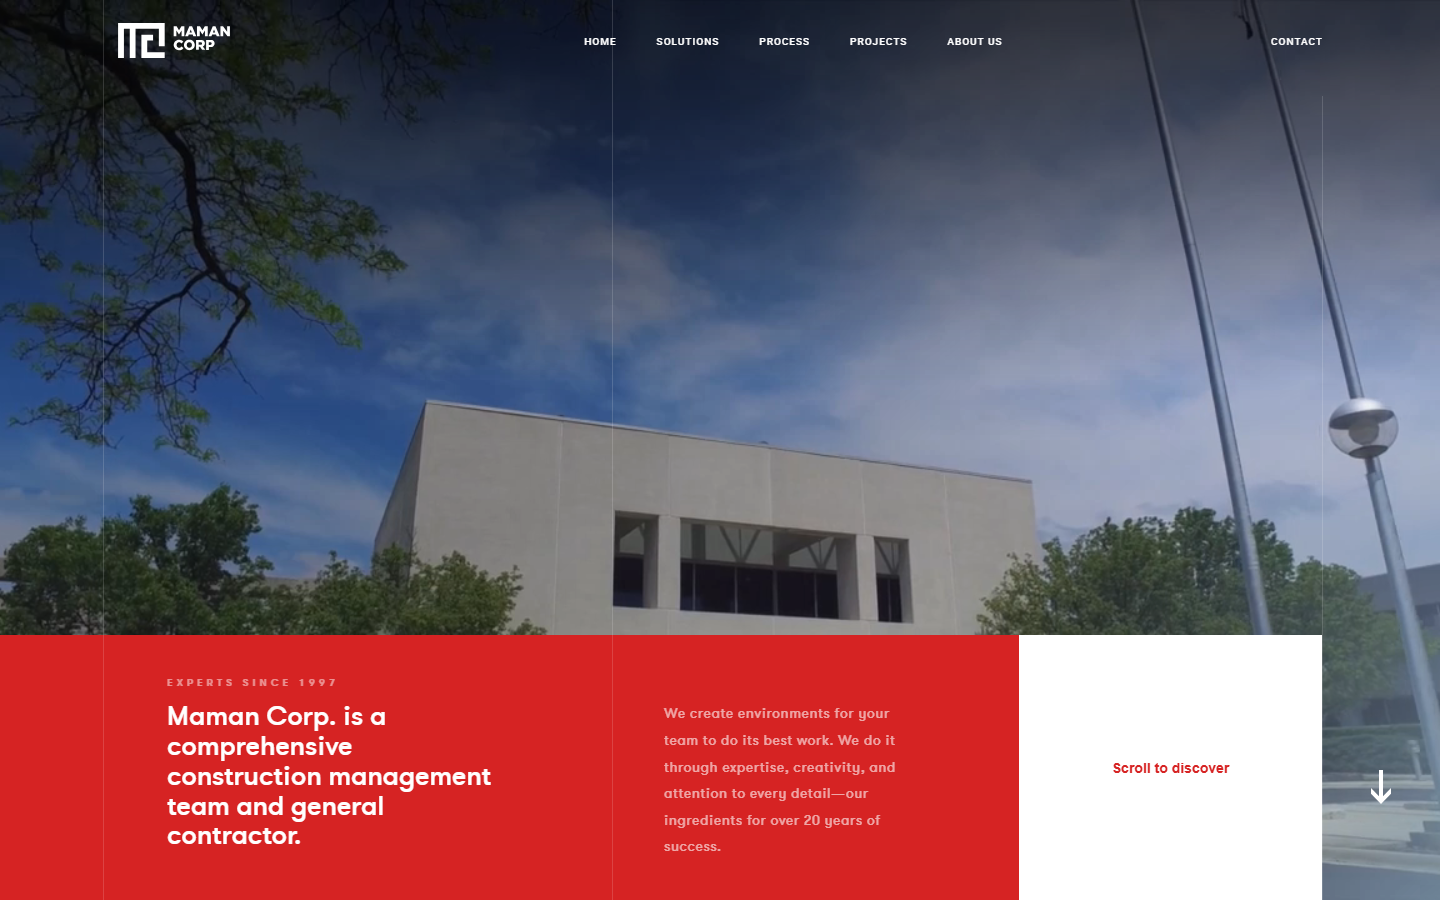 MAMAN
CORP
HOME
SOLUTIONS
PROCESS
PROJECTS
ABOUT US
CONTACT
EXPERTS SINCE 1997
Maman Corp. is a
comprehensive
construction management
team and general
contractor.
We create environments for your
team to do its best work. We do it
through expertise, creativity, and
attention to every detail—our
ingredients for over 20 years of
success.
Scroll to discover